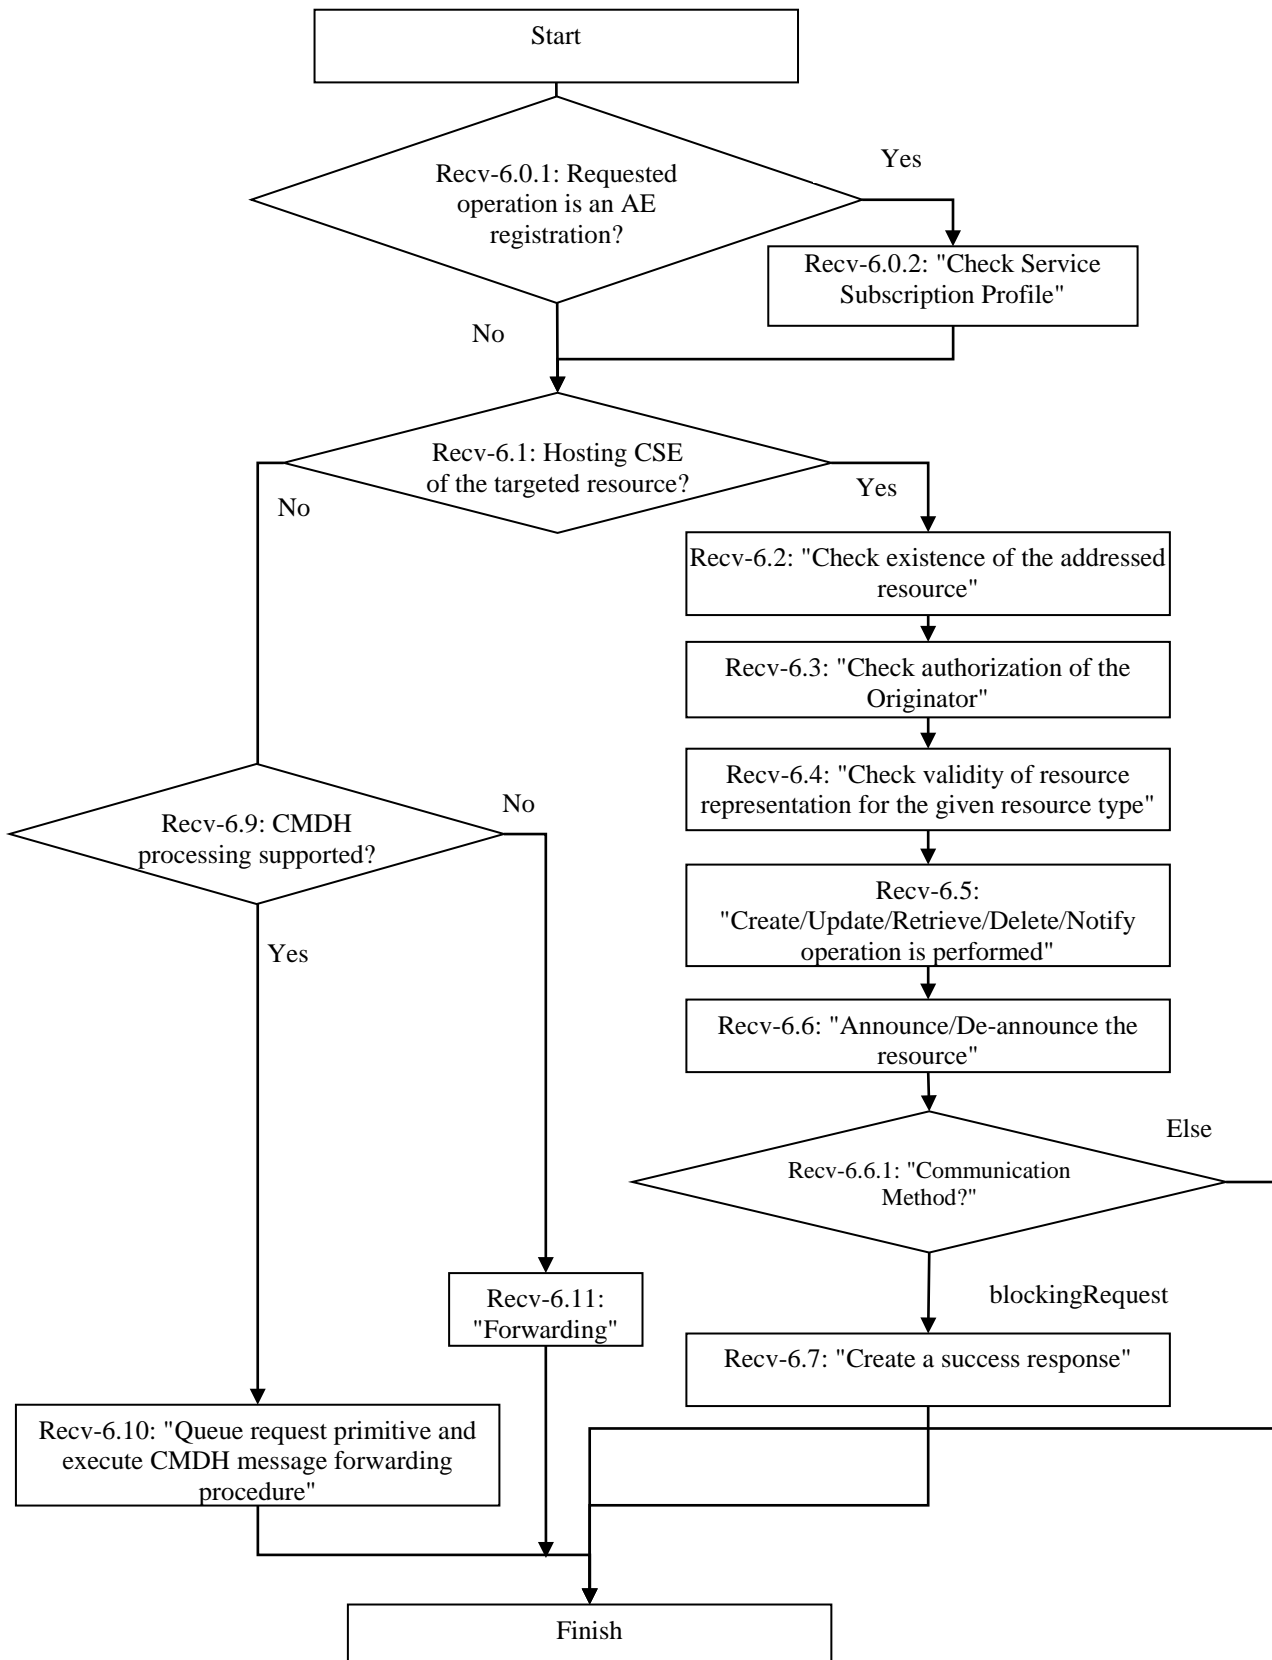 Start
Recv-6.0.1: Requested
operation is an AE
registration?
Yes
Recv-6.0.2: "Check Service
Subscription Profile"
No
Recv-6.1: Hosting CSE
of the targeted resource?
No
Yes
Recv-6.2: "Check existence of the addressed
resource"
Recv-6.3: "Check authorization of the
Originator"
Recv-6.4: "Check validity of resource
representation for the given resource type"
Recv-6.9: CMDH
processing supported?
No
Yes
Recv-6.5:
"Create/Update/Retrieve/Delete/Notify
operation is performed"
Recv-6.6: "Announce/De-announce the
resource"
Recv-6.6.1: "Communication
Method?"
Else
blockingRequest
Recv-6.11:
"Forwarding"
Recv-6.7: "Create a success response"
Recv-6.10: "Queue request primitive and
execute CMDH message forwarding
procedure"
Finish